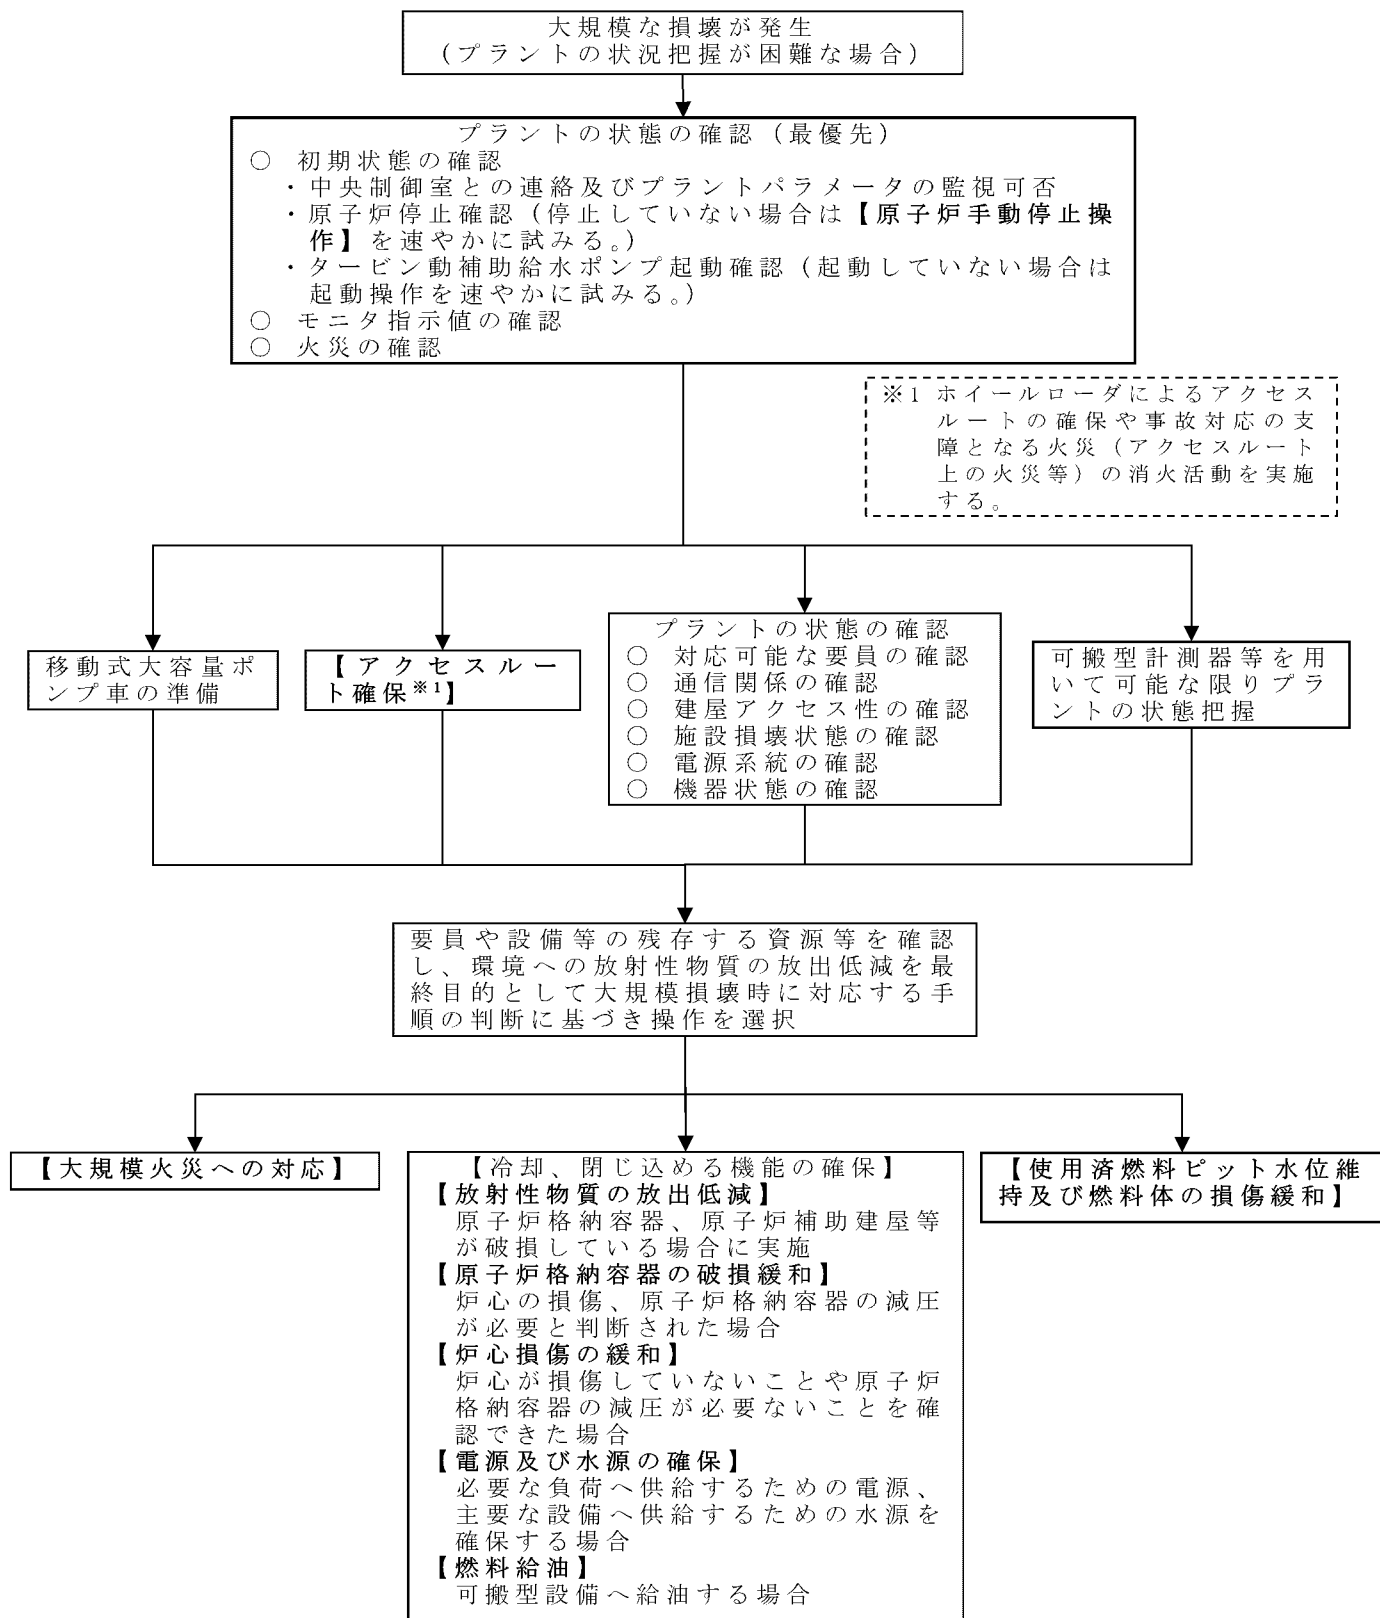 大規模な損壊が発生
(プラントの状況把握が困難な場合)
プラントの状態の確認(最優先)
○ 初期状態の確認
・中央制御室との連絡及びプラントパラメータの監視可否
・原子炉停止確認(停止していない場合は【原子炉手動停止操
作】を速やかに試みる。)
・タービン動補助給水ポンプ起動確認(起動していない場合は
起動操作を速やかに試みる。)
○ モニタ指示値の確認
○ 火災の確認
※1 ホイールローダによるアクセス
ルートの確保や事故対応の支
障となる火災(アクセスルート
上の火災等)の消火活動を実施
する。
移動式大容量ポ
ンプ車の準備
【アクセスルー
ト確保※1】
プラントの状態の確認
○ 対応可能な要員の確認
○ 通信関係の確認
○ 建屋アクセス性の確認
○ 施設損壊状態の確認
○ 電源系統の確認
○ 機器状態の確認
可搬型計測器等を用
いて可能な限りプラ
ントの状態把握
要員や設備等の残存する資源等を確認
し、環境への放射性物質の放出低減を最
終目的として大規模損壊時に対応する手
順の判断に基づき操作を選択
【大規模火災への対応】
【冷却、閉じ込める機能の確保】
【放射性物質の放出低減】
原子炉格納容器、原子炉補助建屋等
が破損している場合に実施
【原子炉格納容器の破損緩和】
炉心の損傷、原子炉格納容器の減圧
が必要と判断された場合
【炉心損傷の緩和】
炉心が損傷していないことや原子炉
格納容器の減圧が必要ないことを確
認できた場合
【電源及び水源の確保】
必要な負荷へ供給するための電源、
主要な設備へ供給するための水源を
確保する場合
【燃料給油】
可搬型設備へ給油する場合
【使用済燃料ピット水位維
持及び燃料体の損傷緩和】